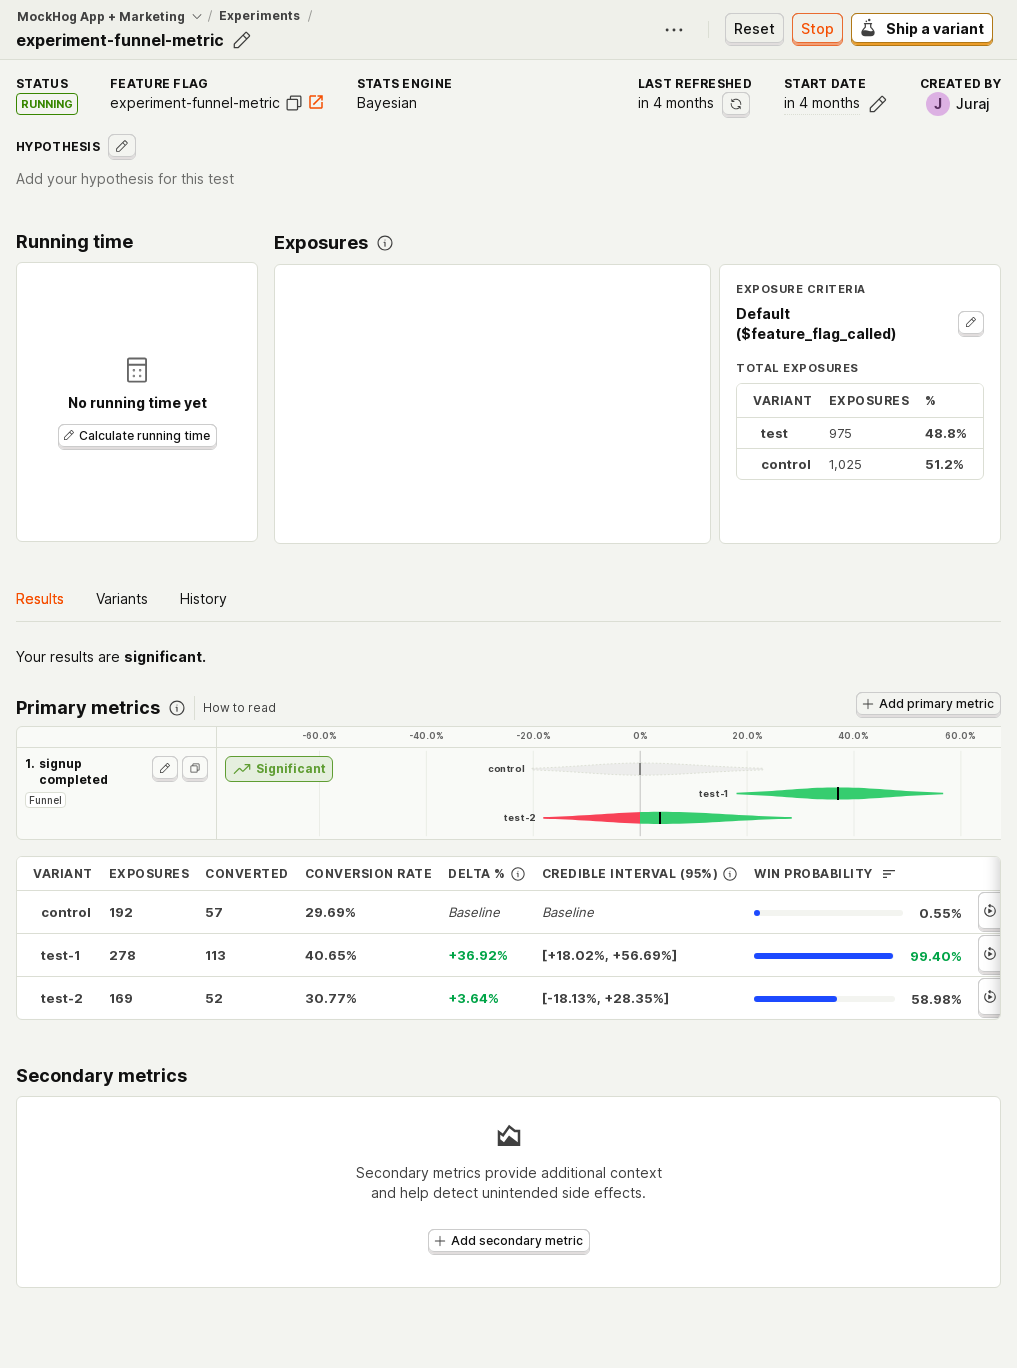 MockHog App + Marketing / Experiments /
experiment-funnel-metric
Reset
Stop
Ship a variant
STATUS
RUNNING
FEATURE FLAG
experiment-funnel-metric
STATS ENGINE
Bayesian
LAST REFRESHED
in 4 months
START DATE
in 4 months
CREATED BY
J Juraj
HYPOTHESIS
Add your hypothesis for this test
Running time
No running time yet
Calculate running time
Exposures
EXPOSURE CRITERIA
Default
($feature_flag_called)
TOTAL EXPOSURES
VARIANT EXPOSURES %
test 975 48.8%
control 1,025 51.2%
Results Variants History
Your results are significant.
Primary metrics How to read
Add primary metric
-60.0% -40.0% -20.0% 0% 20.0% 40.0% 60.0%
1. signup
completed
Funnel
Significant
control
test-1
test-2
VARIANT EXPOSURES CONVERTED CONVERSION RATE DELTA % CREDIBLE INTERVAL (95%) WIN PROBABILITY
control 192 57 29.69% Baseline Baseline 0.55%
test-1 278 113 40.65% +36.92% [+18.02%, +56.69%] 99.40%
test-2 169 52 30.77% +3.64% [-18.13%, +28.35%] 58.98%
Secondary metrics
Secondary metrics provide additional context
and help detect unintended side effects.
Add secondary metric